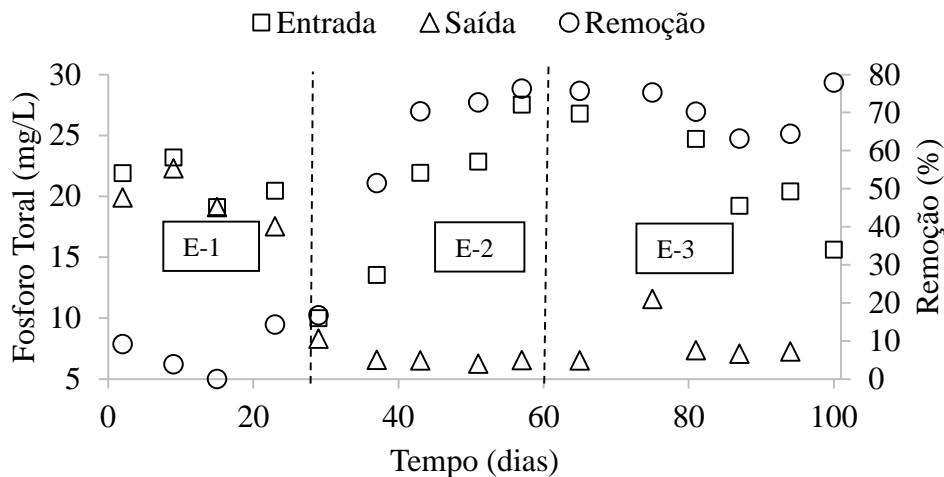 Entrada Saída Remoção
Fosforo Toral (mg/L)
30
25
20
15
10
5
E-1
E-2
E-3
80
70
60
50
40
30
20
10
0
Remoção (%)
0 20 40 60 80 100
Tempo (dias)